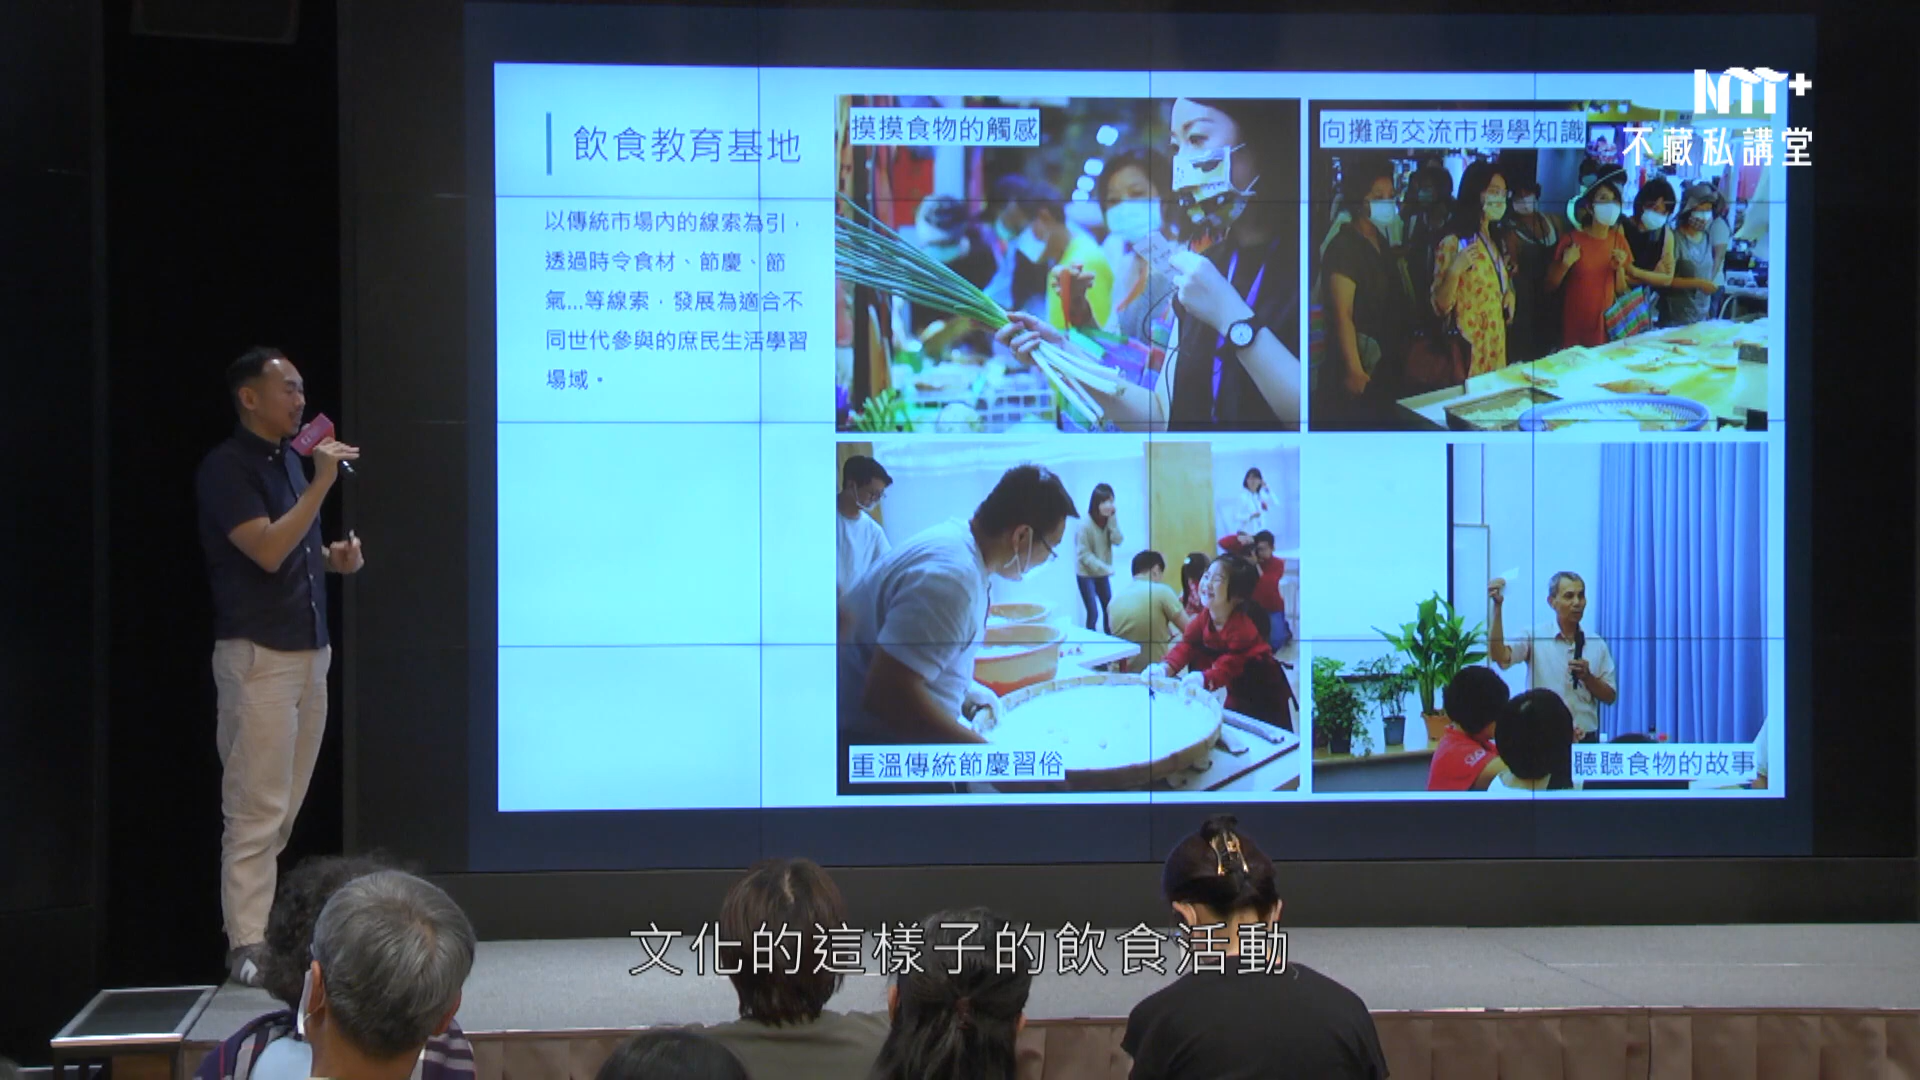 飲食教育基地
以傳統市場內的線索為引，
透過時令食材、節慶、節
氣...等線索，發展為適合不
同世代參與的庶民生活學習
場域。
摸摸食物的觸感
向攤商交流市場學知識
重溫傳統節慶習俗
聽聽食物的故事
NTT+
不藏私講堂
文化的這樣子的飲食活動